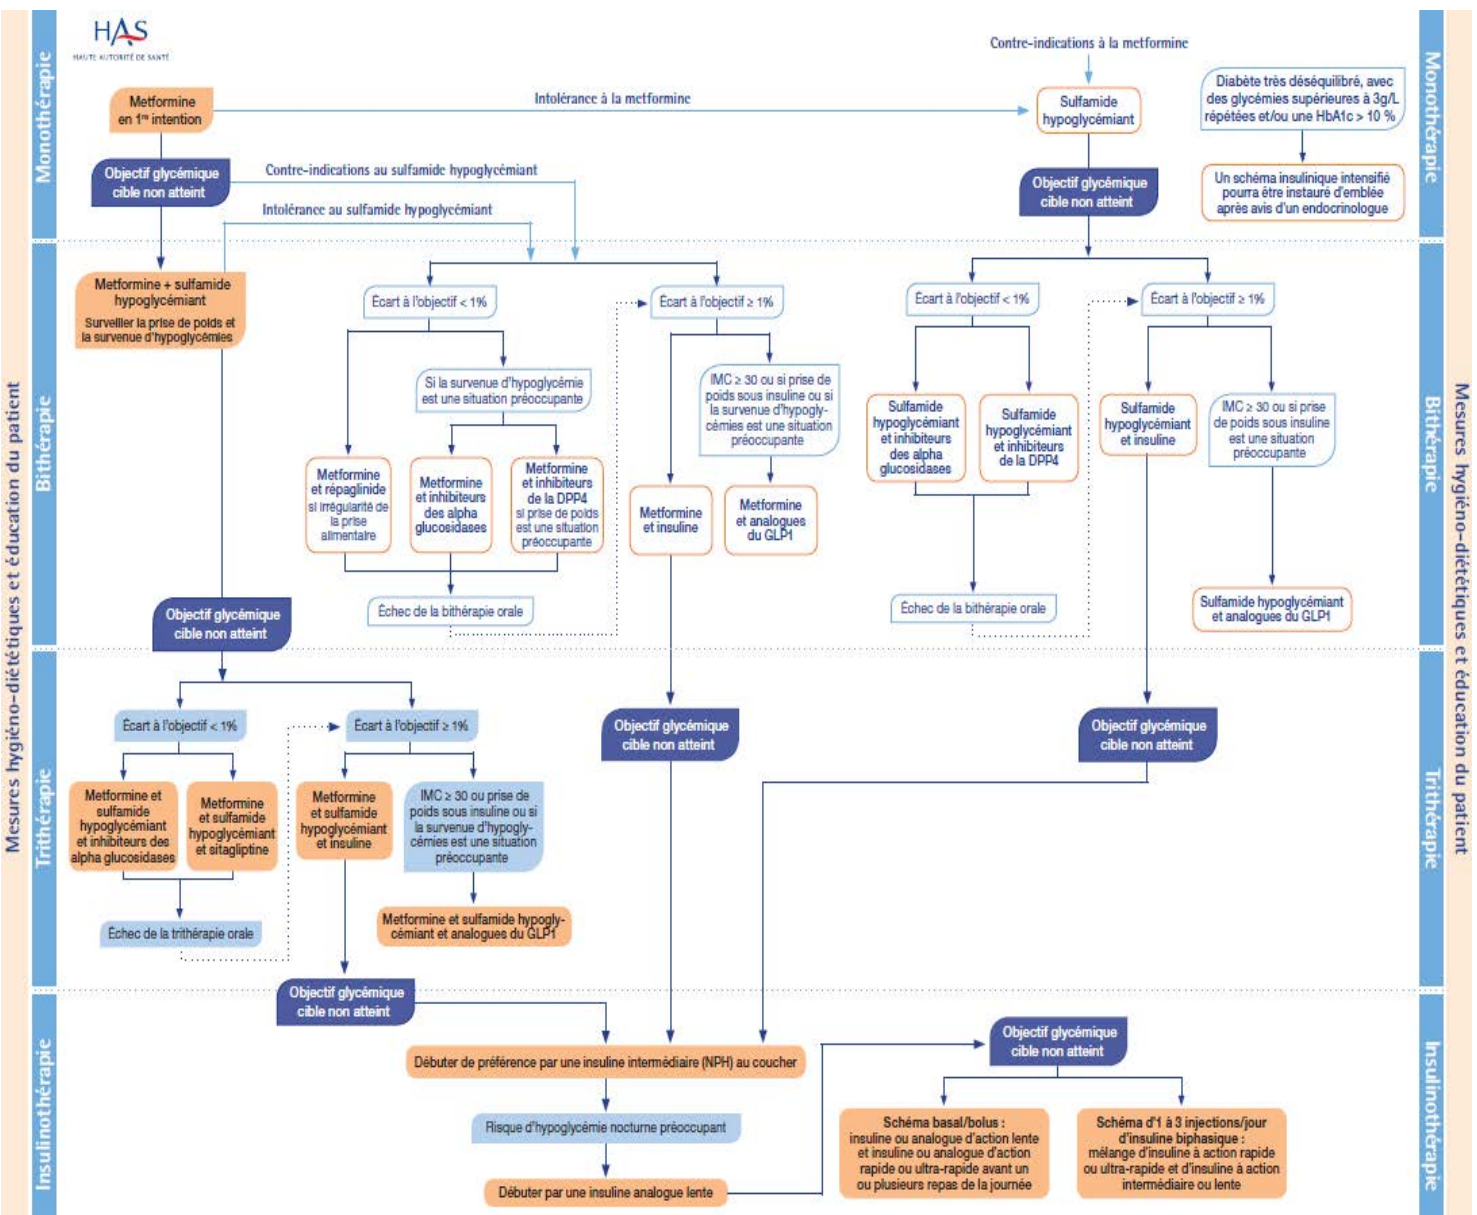 HAS
HAUTE AUTORITÉ DE SANTÉ
Mesures hygiéno-diététiques et éducation du patient
Monothérapie
Metformine
en 1re intention
Intolérance à la metformine
Contre-indications à la metformine
Sulfamide
hypoglycémiant
Diabète très déséquilibré, avec
des glycémies supérieures à 3g/L
répétées et/ou une HbA1c > 10 %
Un schéma insulinique intensifié
pourra être instauré d'emblée
après avis d'un endocrinologue
Objectif glycémique
cible non atteint
Contre-indications au sulfamide hypoglycémiant
Intolérance au sulfamide hypoglycémiant
Objectif glycémique
cible non atteint
Monothérapie
Bithérapie
Metformine + sulfamide
hypoglycémiant
Surveiller la prise de poids et
la survenue d'hypoglycémies
Écart à l'objectif < 1%
Écart à l'objectif ≥ 1%
Si la survenue d'hypoglycémie
est une situation préoccupante
IMC ≥ 30 ou si prise de
poids sous insuline ou si
la survenue d'hypogly-
cémies est une situation
préoccupante
Metformine
et répaglinide
si irrégularité de
la prise
alimentaire
Metformine
et inhibiteurs
des alpha
glucosidases
Metformine
et inhibiteurs
de la DPP4
si prise de poids
est une situation
préoccupante
Metformine
et insuline
Metformine
et analogues
du GLP1
Échec de la bithérapie orale
Écart à l'objectif < 1%
Écart à l'objectif ≥ 1%
Sulfamide
hypoglycémiant
et inhibiteurs
des alpha
glucosidases
Sulfamide
hypoglycémiant
et inhibiteurs
de la DPP4
Sulfamide
hypoglycémiant
et insuline
IMC ≥ 30 ou si prise
de poids sous insuline
est une situation
préoccupante
Échec de la bithérapie orale
Sulfamide hypoglycémiant
et analogues du GLP1
Bithérapie
Objectif glycémique
cible non atteint
Trithérapie
Écart à l'objectif < 1%
Écart à l'objectif ≥ 1%
Objectif glycémique
cible non atteint
Objectif glycémique
cible non atteint
Metformine et
sulfamide
hypoglycémiant
et inhibiteurs des
alpha glucosidases
Metformine
et sulfamide
hypoglycémiant
et sitagliptine
Metformine
et sulfamide
hypoglycémiant
et insuline
IMC ≥ 30 ou prise de
poids sous insuline ou si
la survenue d'hypogly-
cémies est une situation
préoccupante
Échec de la trithérapie orale
Metformine et sulfamide hypogly-
cémiant et analogues du GLP1
Trithérapie
Insulinothérapie
Objectif glycémique
cible non atteint
Débuter de préférence par une insuline intermédiaire (NPH) au coucher
Risque d'hypoglycémie nocturne préoccupant
Débuter par une insuline analogue lente
Objectif glycémique
cible non atteint
Schéma basal/bolus :
insuline ou analogue d'action lente
et insuline ou analogue d'action
rapide ou ultra-rapide avant un
ou plusieurs repas de la journée
Schéma d'1 à 3 injections/jour
d'insuline biphasique :
mélange d'insuline à action rapide
ou ultra-rapide et d'insuline à action
intermédiaire ou lente
Insulinothérapie
Mesures hygiéno-diététiques et éducation du patient